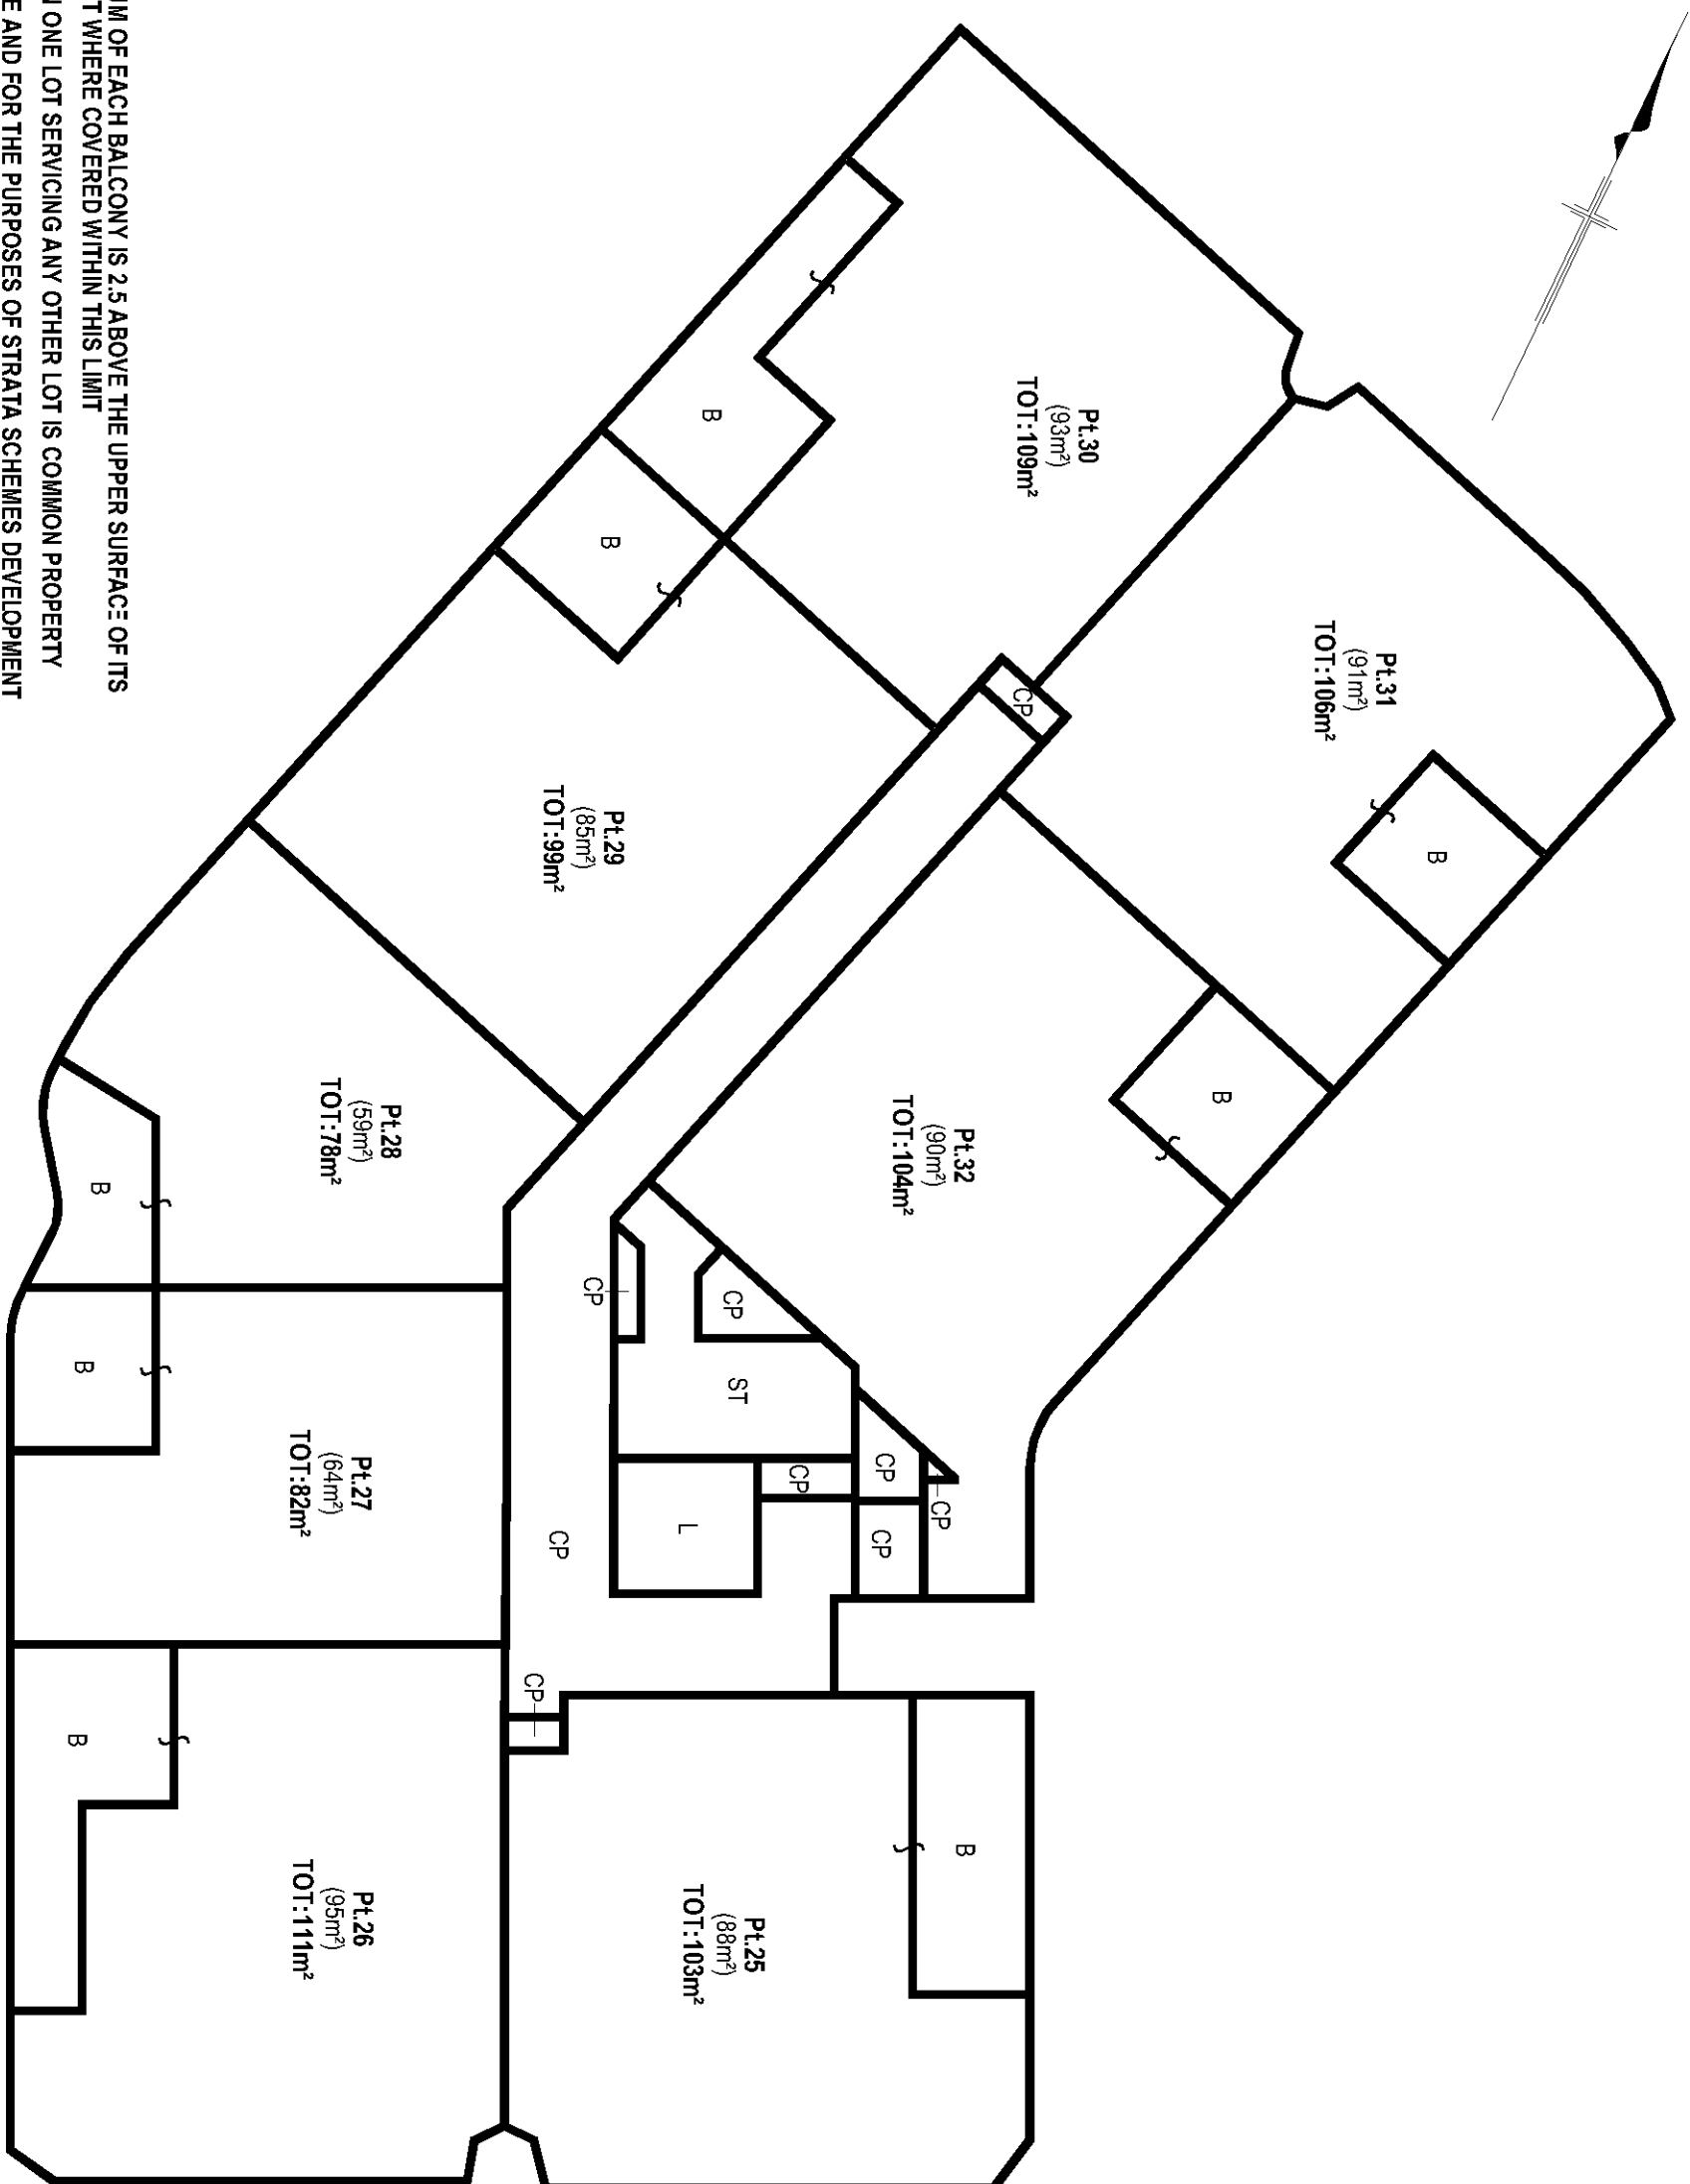 M OF EACH BALCONY IS 2.5 ABOVE THE UPPER SURFACE OF ITS
T WHERE COVERED WITHIN THIS LIMIT
N ONE LOT SERVICING ANY OTHER LOT IS COMMON PROPERTY
E AND FOR THE PURPOSES OF STRATA SCHEMES DEVELOPMENT
Pt.31
(91m²)
TOT:106m²
B
Pt.30
(93m²)
TOT:109m²
B
CP
B
Pt.32
(90m²)
TOT:104m²
B
Pt.29
(85m²)
TOT:99m²
Pt.28
(59m²)
TOT:78m²
B
CP
CP
ST
CP
CP
CP
CP
L
CP
Pt.27
(64m²)
TOT:82m²
B
CP
B
Pt.25
(88m²)
TOT:103m²
Pt.26
(95m²)
TOT:111m²
B